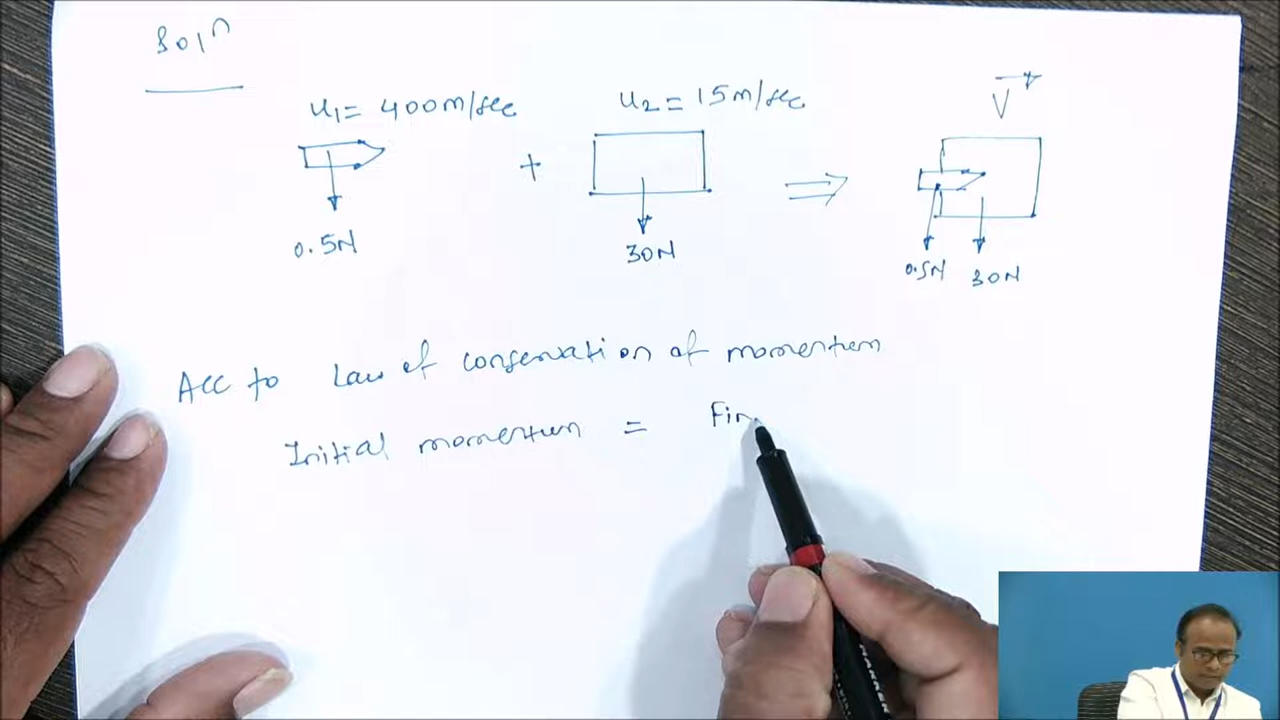 Soln
u1 = 400m/sec
u2 = 15m/sec
V
+
⇒
0.5N
30N
0.5N 30N
Acc to Law of conservation of momentum
Initial momentum = Fin